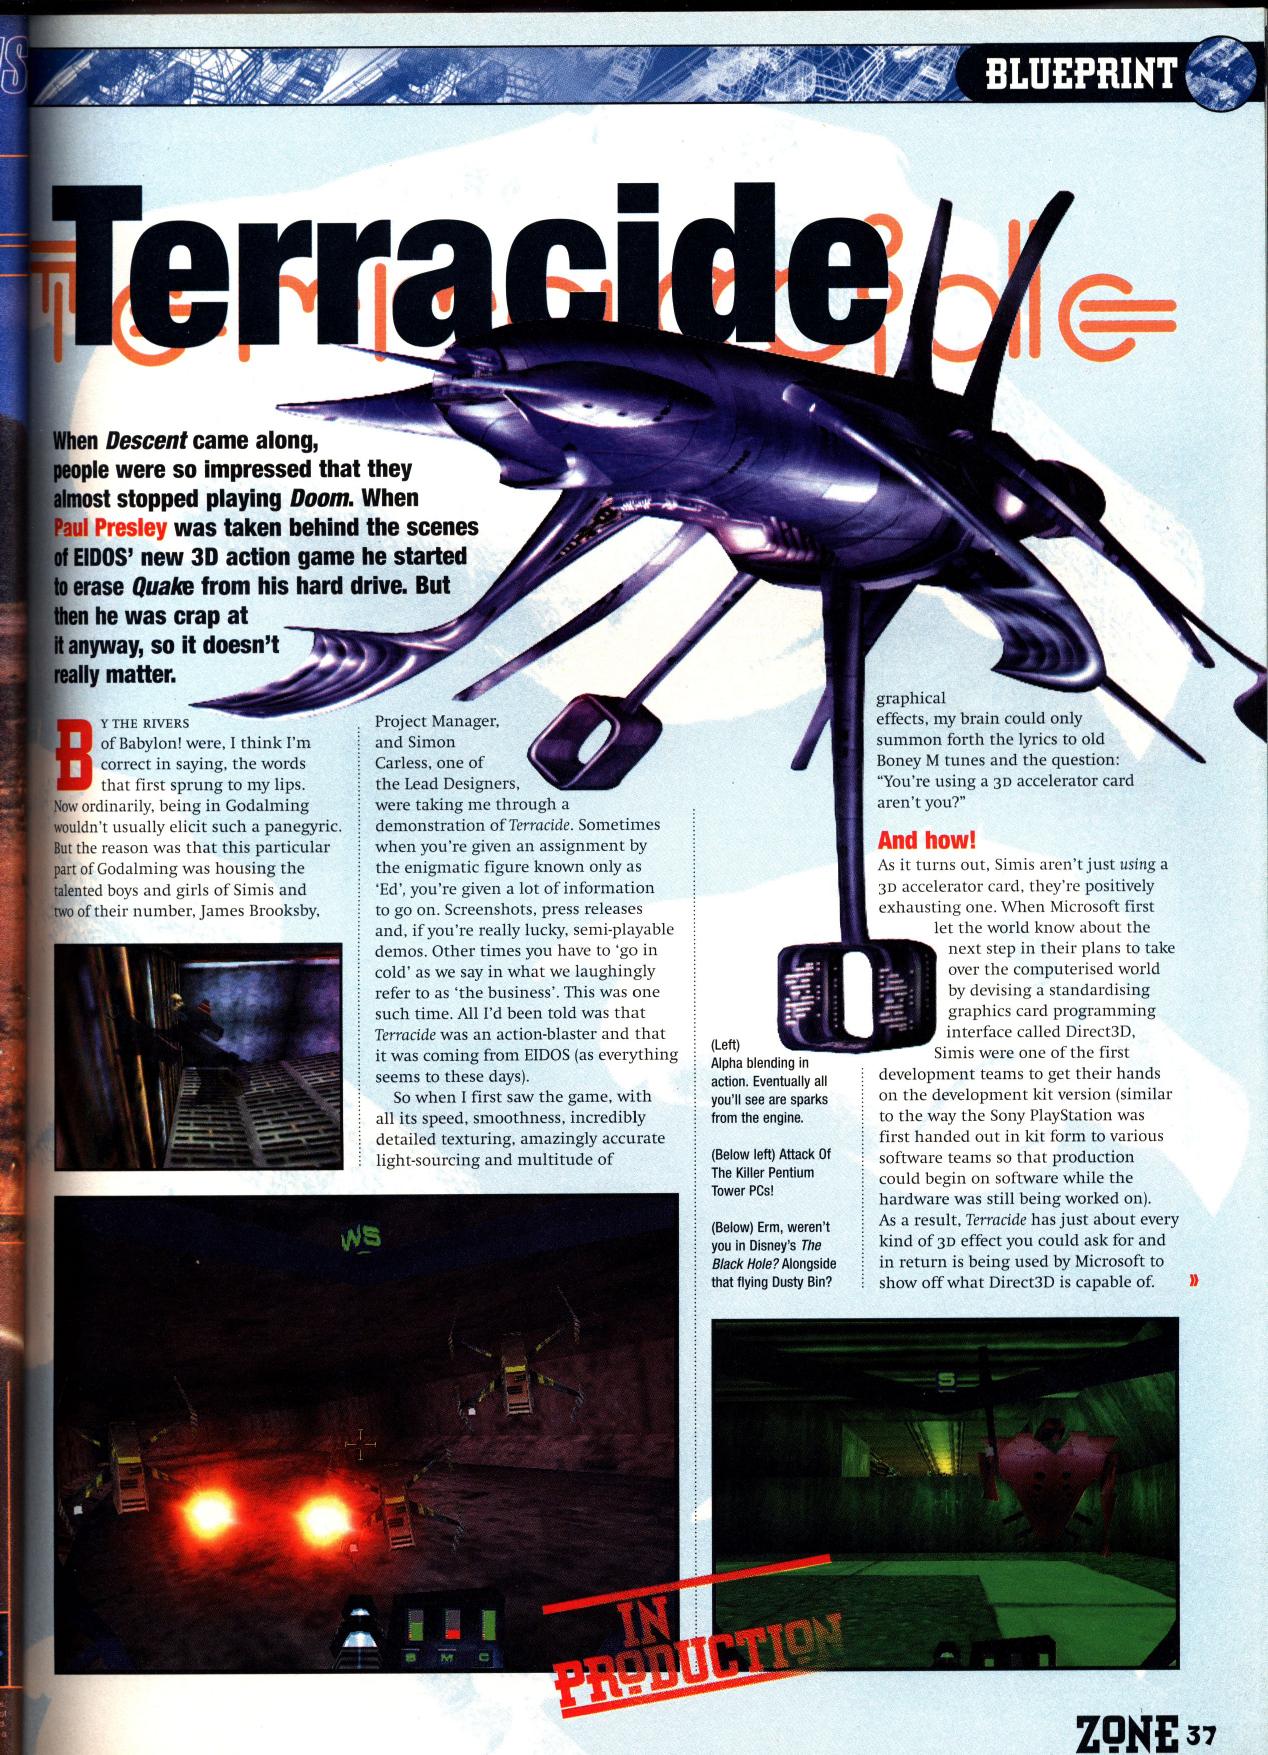 BLUEPRINT
Terracide
When Descent came along,
people were so impressed that they
almost stopped playing Doom. When
Paul Presley was taken behind the scenes
of EIDOS' new 3D action game he started
to erase Quake from his hard drive. But
then he was crap at
it anyway, so it doesn't
really matter.
BY THE RIVERS
of Babylon! were, I think I'm
correct in saying, the words
that first sprung to my lips.
Now ordinarily, being in Godalming
wouldn't usually elicit such a panegyric.
But the reason was that this particular
part of Godalming was housing the
talented boys and girls of Simis and
two of their number, James Brooksby,
Project Manager,
and Simon
Carless, one of
the Lead Designers,
were taking me through a
demonstration of Terracide. Sometimes
when you're given an assignment by
the enigmatic figure known only as
'Ed', you're given a lot of information
to go on. Screenshots, press releases
and, if you're really lucky, semi-playable
demos. Other times you have to 'go in
cold' as we say in what we laughingly
refer to as 'the business'. This was one
such time. All I'd been told was that
Terracide was an action-blaster and that
it was coming from EIDOS (as everything
seems to these days).
So when I first saw the game, with
all its speed, smoothness, incredibly
detailed texturing, amazingly accurate
light-sourcing and multitude of
graphical
effects, my brain could only
summon forth the lyrics to old
Boney M tunes and the question:
"You're using a 3D accelerator card
aren't you?"
And how!
As it turns out, Simis aren't just using a
3D accelerator card, they're positively
exhausting one. When Microsoft first
let the world know about the
next step in their plans to take
over the computerised world
by devising a standardising
graphics card programming
interface called Direct3D,
Simis were one of the first
development teams to get their hands
on the development kit version (similar
to the way the Sony PlayStation was
first handed out in kit form to various
software teams so that production
could begin on software while the
hardware was still being worked on).
As a result, Terracide has just about every
kind of 3D effect you could ask for and
in return is being used by Microsoft to
show off what Direct3D is capable of. »
(Left)
Alpha blending in
action. Eventually all
you'll see are sparks
from the engine.
(Below left) Attack Of
The Killer Pentium
Tower PCs!
(Below) Erm, weren't
you in Disney's The
Black Hole? Alongside
that flying Dusty Bin?
WS
S M C
S
IN
PRODUCTION
ZONE 37